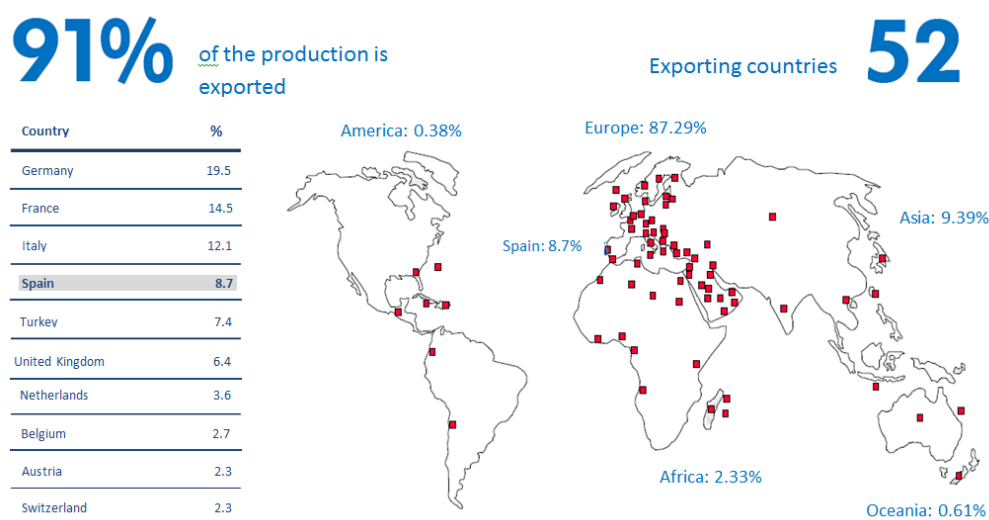 91%
of the production is
exported
Exporting countries
52
Country %
Germany 19.5
France 14.5
Italy 12.1
Spain 8.7
Turkey 7.4
United Kingdom 6.4
Netherlands 3.6
Belgium 2.7
Austria 2.3
Switzerland 2.3
America: 0.38%
Europe: 87.29%
Spain: 8.7%
Asia: 9.39%
Africa: 2.33%
Oceania: 0.61%